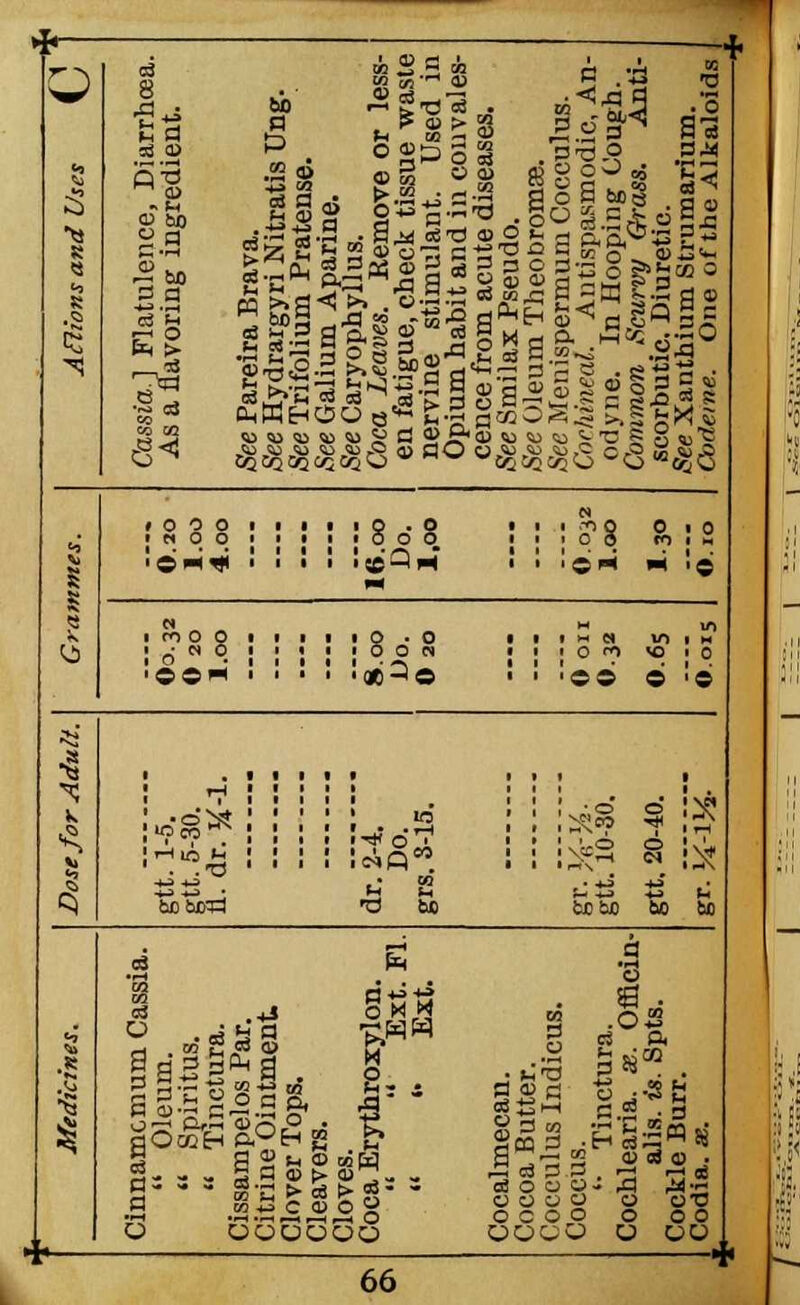 Medicines. Dose for Adult. Grammes. Actions and Uses C
Cinnamomum Cassia. ........ ...... ...... Cassia.] Flatulence, Diarrhœa.
" Oleum. gtt. 1-5. 0.32 0.20 As a flavoring ingredient.
" Spiritus. gtt. 5-30. 0 20 1.00
" Tinctura. fl. dr. ¼-1. 1.00 4.00
Cissampelos Par. ........ ...... ...... See Pareira Brava.
Citrine Ointment. ........ ...... ...... See Hydrargyri Nitratis Ung.
Clover Tops. ........ ...... ...... See Trifolium Pratense.
Cleavers. ........ ...... ...... See Galium Aparine.
Cloves. ........ ...... ...... See Caryophyllus.
Coca Erythroxylon. dr. 2-4. 8.00 16.00 Coca Leaves. Remove or less-
" " Ext. Fl. Do. Do. Do. en fatigue, check tissue waste
" " Ext. grs. 3-15. 0 20 1.00 nervine stimulant. Used in
Opium habit and in convales-
cence from acute diseases.
Cocalmecan. ........ ...... ...... See Smilax Pseudo.
Cocoa Butter. ........ ...... ...... See Oleum Theobromæ.
Cocculus Indicus. ........ ...... ...... See Menispermum Cocculus.
Coccus. gr. ⅙-½. 0 011 0.032 Cochineal. Antispasmodic, An-
" Tinctura. gtt. 10-30. 0.32 1.80 odyne. In Hooping Cough.
Cochlearia. æ. Officin- Common Scurvy Grass. Anti-
alis. is. Spts. gtt. 20-40. 0.65 1.30 scorbutic. Diuretic.
Cockle Burr. ........ ...... ...... See Xanthium Strumarium.
Codia. æ. gr. ¼-1½. 0.015 0.10 Codeine. One of the Alkaloids
66